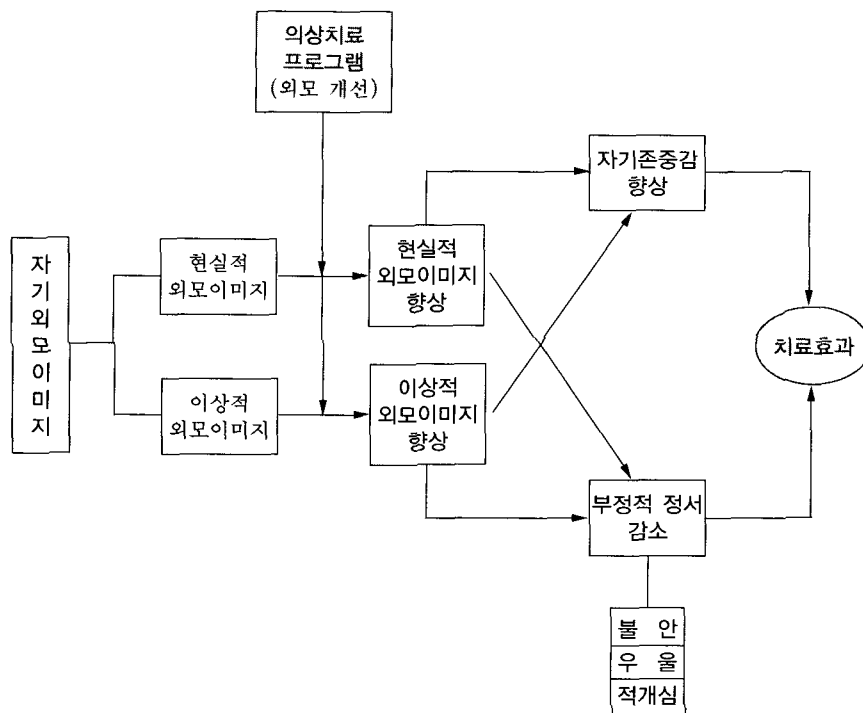 의상치료
프로그램
(외모 개선)
자기존중감
향상
자
기
외
모
이
미
지
현실적
외모이미지
현실적
외모이미지
향상
치료효과
이상적
외모이미지
이상적
외모이미지
향상
부정적 정서
감소
불 안
우 울
적개심